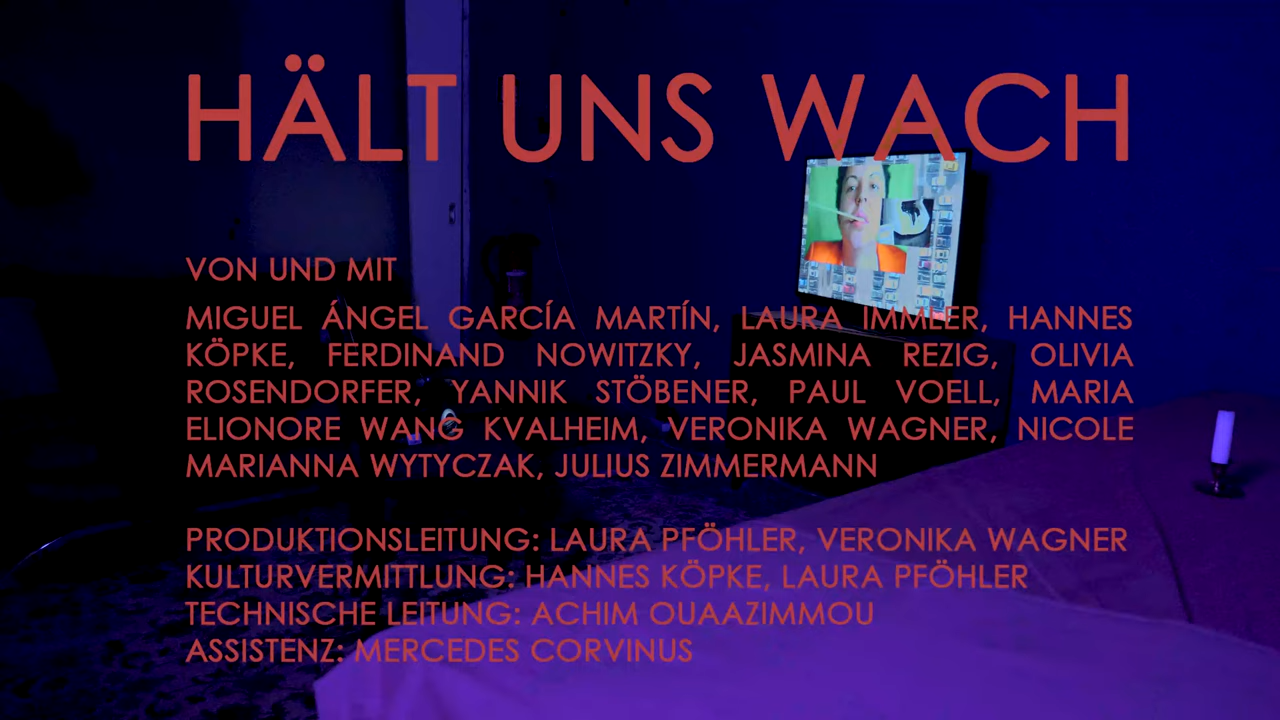 HÄLT UNS WACH
VON UND MIT
MIGUEL ÁNGEL GARCÍA MARTÍN, LAURA IMMLER, HANNES
KÖPKE, FERDINAND NOWITZKY, JASMINA REZIG, OLIVIA
ROSENDORFER, YANNIK STÖBENER, PAUL VOELL, MARIA
ELIONORE WANG KVALHEIM, VERONIKA WAGNER, NICOLE
MARIANNA WYTYCZAK, JULIUS ZIMMERMANN
PRODUKTIONSLEITUNG: LAURA PFÖHLER, VERONIKA WAGNER
KULTURVERMITTLUNG: HANNES KÖPKE, LAURA PFÖHLER
TECHNISCHE LEITUNG: ACHIM OUAAZIMMOU
ASSISTENZ: MERCEDES CORVINUS